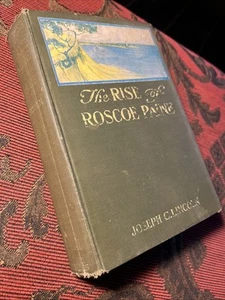 The RISE of
ROSCOE PAINE
JOSEPH C. LINCOLN